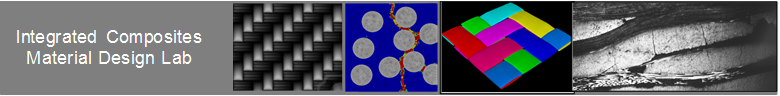 Integrated Composites
Material Design Lab